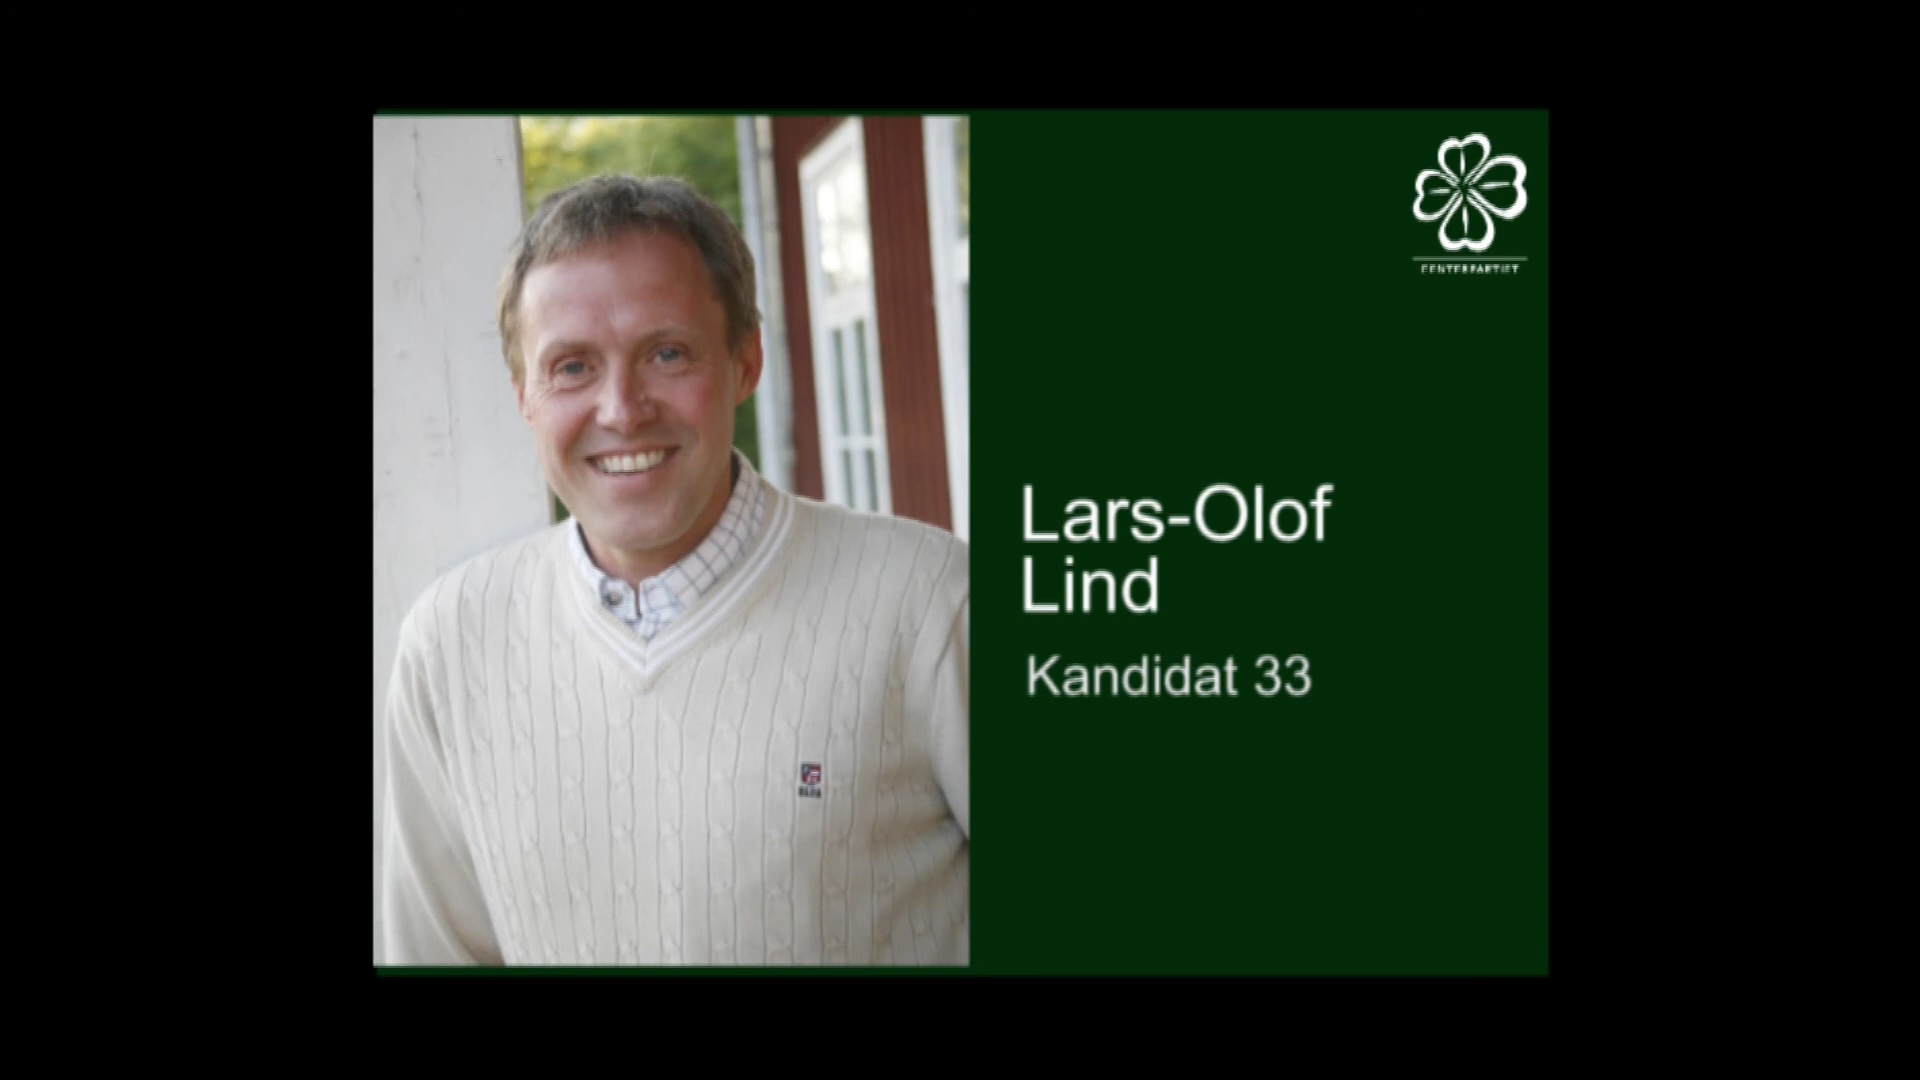 CENTERPARTIET
Lars-Olof
Lind
Kandidat 33